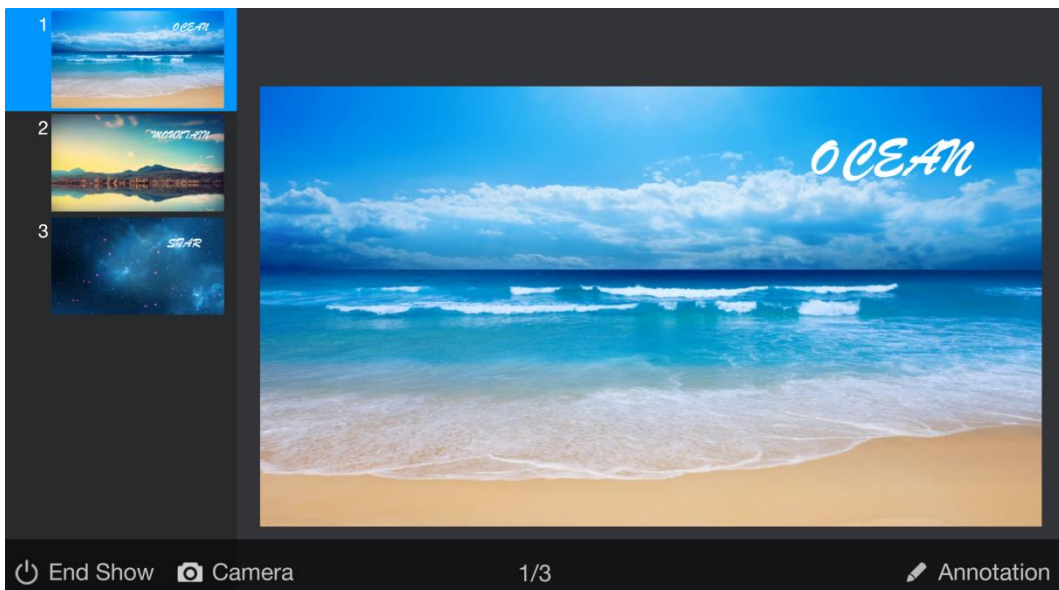 1
OCEAN
2
MOUNTAIN
3
STAR
OCEAN
End Show
Camera
1/3
Annotation